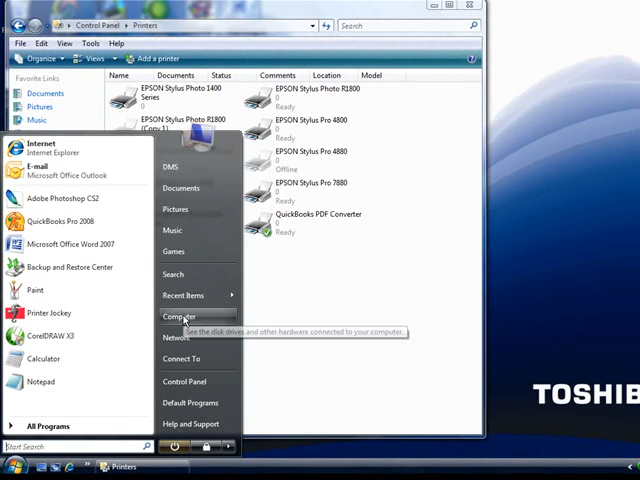 Control Panel ▸ Printers
Search
File Edit View Tools Help
Organize Views Add a printer
Favorite Links
Documents
Pictures
Music
Name Documents Status Comments Location Model
EPSON Stylus Photo 1400
Series
0
EPSON Stylus Photo R1800
0
Ready
EPSON Stylus Photo R1800
(Copy 1)
EPSON Stylus Pro 4800
0
Ready
EPSON Stylus Pro 4880
0
Offline
EPSON Stylus Pro 7880
0
Ready
QuickBooks PDF Converter
0
Ready
Internet
Internet Explorer
E-mail
Microsoft Office Outlook
Adobe Photoshop CS2
QuickBooks Pro 2008
Microsoft Office Word 2007
Backup and Restore Center
Paint
Printer Jockey
CorelDRAW X3
Calculator
Notepad
All Programs
Start Search
DMS
Documents
Pictures
Music
Games
Search
Recent Items
Computer
See the disk drives and other hardware connected to your computer.
Network
Connect To
Control Panel
Default Programs
Help and Support
TOSHIB
Printers